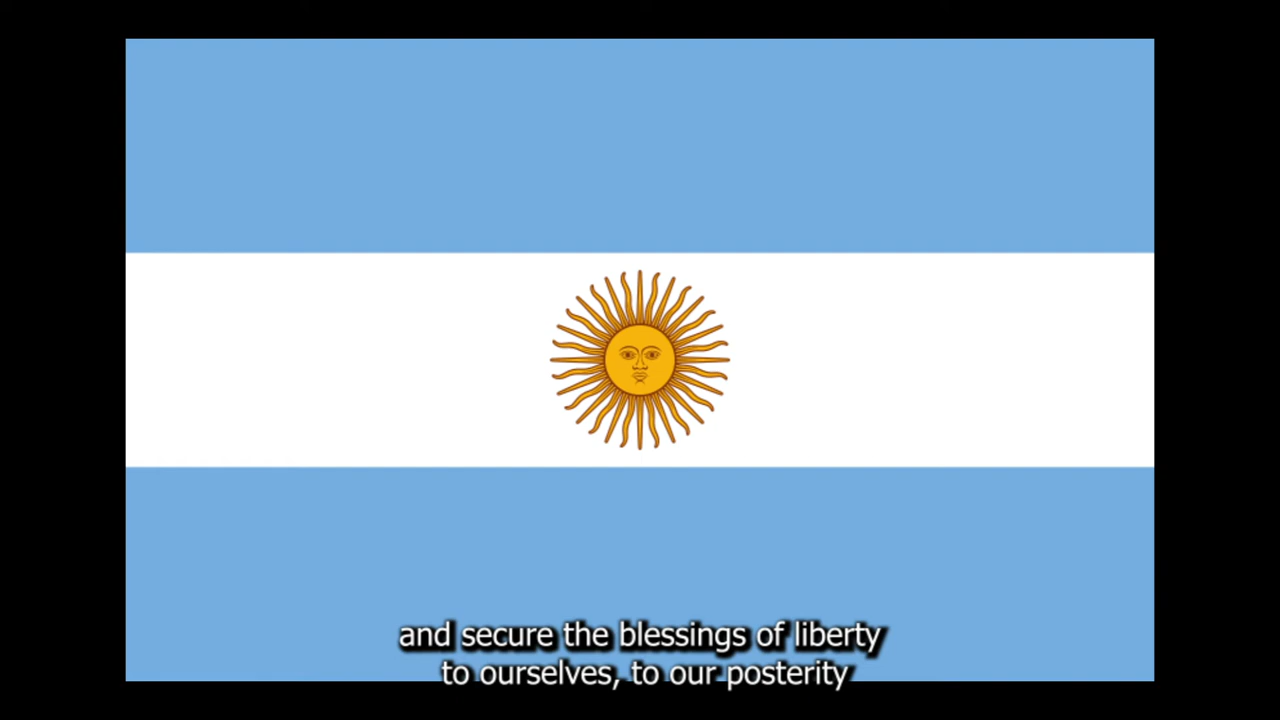 and secure the blessings of liberty
to ourselves, to our posterity